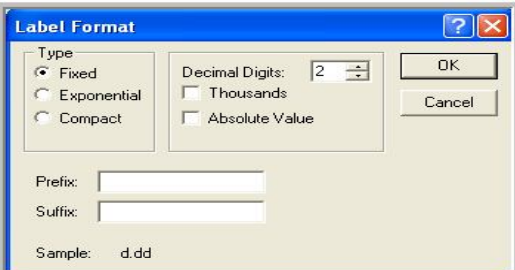 Label Format
Type
Fixed
Exponential
Compact
Decimal Digits: 2
Thousands
Absolute Value
OK
Cancel
Prefix:
Suffix:
Sample: d.dd